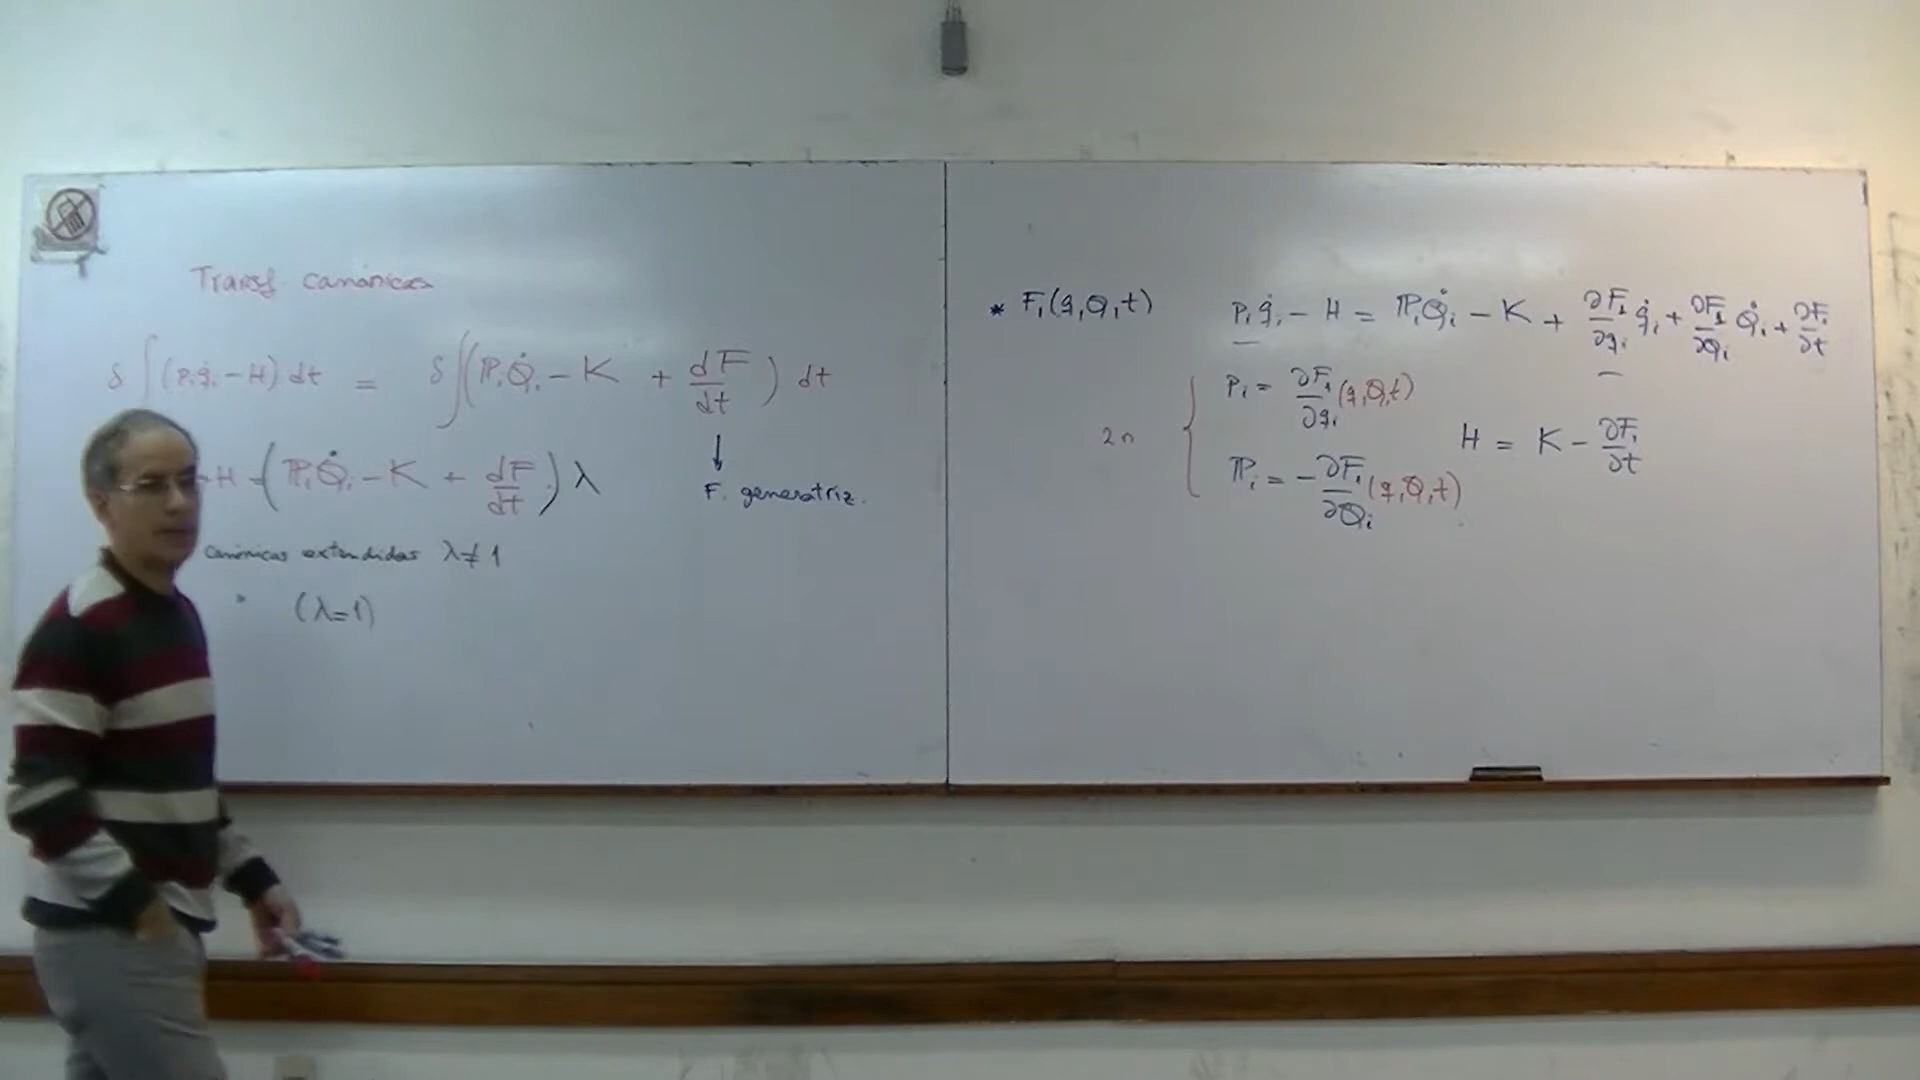 Transf. canónicas
δ∫(pᵢq̇ᵢ - H) dt = δ∫(ℙᵢQ̇ᵢ - K + dF/dt) dt
- H = (ℙᵢQ̇ᵢ - K + dF/dt) λ
↓
F. generatriz.
canónicas extendidas λ≠1
" (λ=1)
* F₁(q,Q,t)
pᵢq̇ᵢ - H = ℙᵢQ̇ᵢ - K + ∂F₁/∂qᵢ q̇ᵢ + ∂F₁/∂Qᵢ Q̇ᵢ + ∂F₁/∂t
2n { pᵢ = ∂F₁/∂qᵢ (q,Q,t)
ℙᵢ = -∂F₁/∂Qᵢ (q,Q,t)
H = K - ∂F₁/∂t